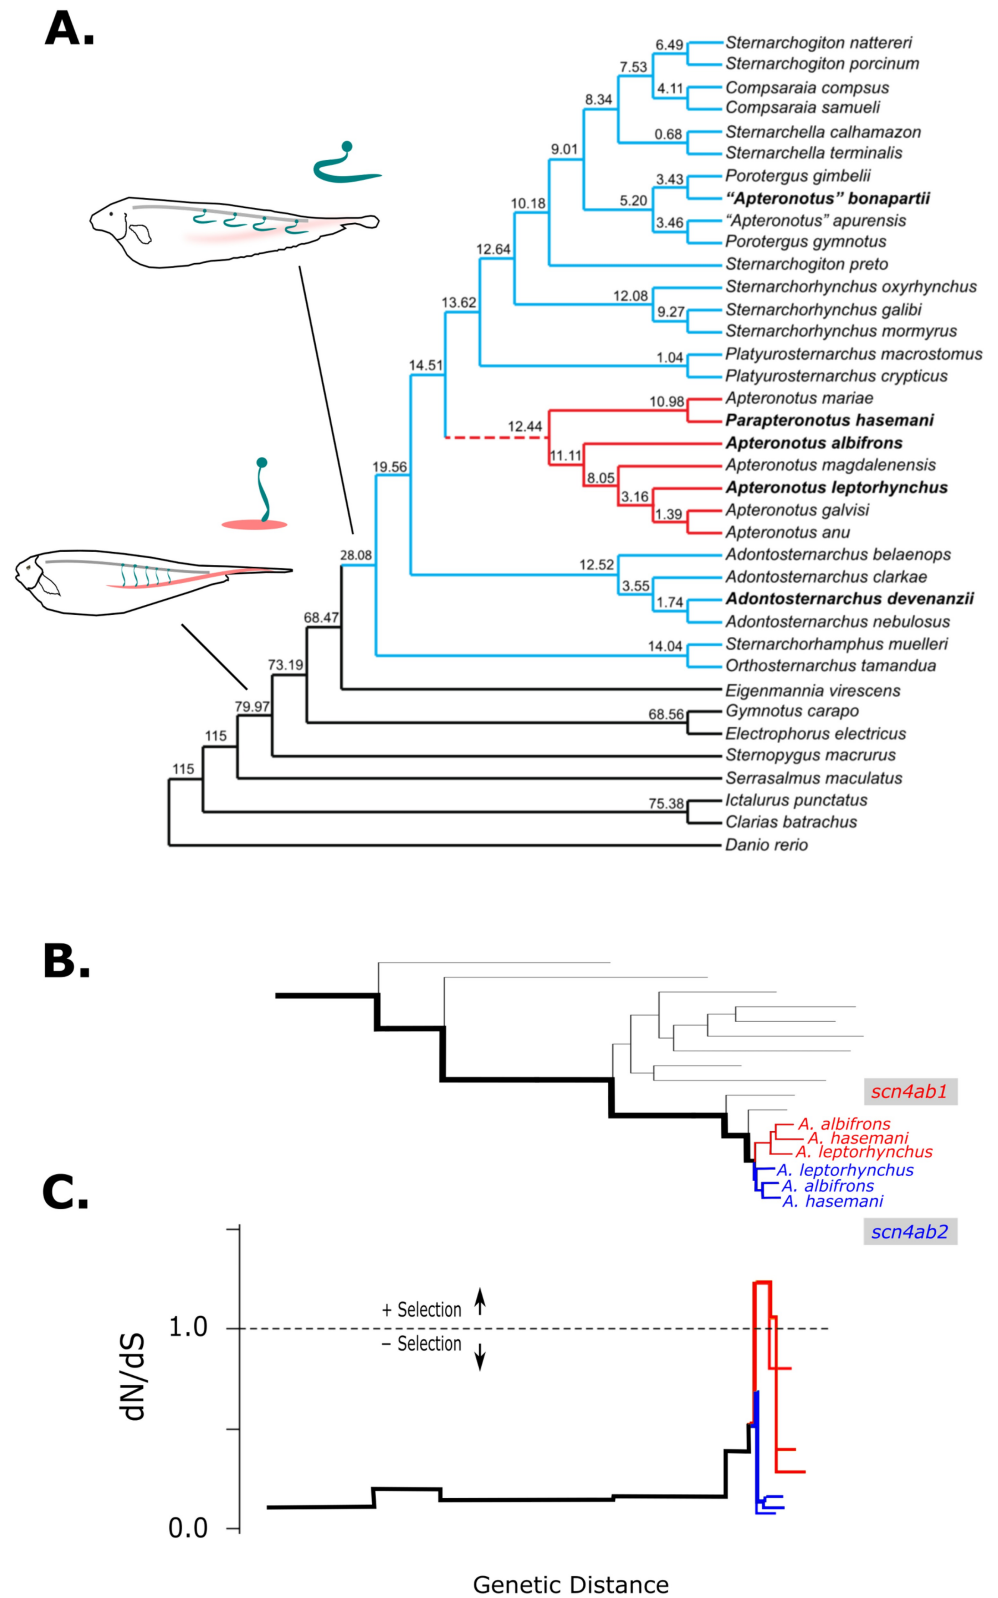 A.
6.49
Sternarchogiton nattereri
7.53
Sternarchogiton porcinum
4.11
Compsaraia compsus
8.34
Compsaraia samueli
0.68
Sternarchella calhamazon
9.01
Sternarchella terminalis
3.43
Porotergus gimbelii
5.20
“Apteronotus” bonapartii
10.18
3.46
“Apteronotus” apurensis
Porotergus gymnotus
12.64
Sternarchogiton preto
12.08
Sternarchorhynchus oxyrhynchus
13.62
9.27
Sternarchorhynchus galibi
Sternarchorhynchus mormyrus
1.04
Platyurosternarchus macrostomus
14.51
Platyurosternarchus crypticus
10.98
Apteronotus mariae
12.44
Parapteronotus hasemani
11.11
Apteronotus albifrons
19.56
8.05
Apteronotus magdalenensis
3.16
Apteronotus leptorhynchus
1.39
Apteronotus galvisi
Apteronotus anu
28.08
12.52
Adontosternarchus belaenops
3.55
Adontosternarchus clarkae
1.74
Adontosternarchus devenanzii
68.47
Adontosternarchus nebulosus
14.04
Sternarchorhamphus muelleri
73.19
Orthosternarchus tamandua
Eigenmannia virescens
79.97
68.56
Gymnotus carapo
115
Electrophorus electricus
Sternopygus macrurus
115
Serrasalmus maculatus
75.38
Ictalurus punctatus
Clarias batrachus
Danio rerio
B.
scn4ab1
A. albifrons
A. hasemani
A. leptorhynchus
A. leptorhynchus
A. albifrons
A. hasemani
scn4ab2
C.
+ Selection
1.0
− Selection
dN/dS
0.0
Genetic Distance